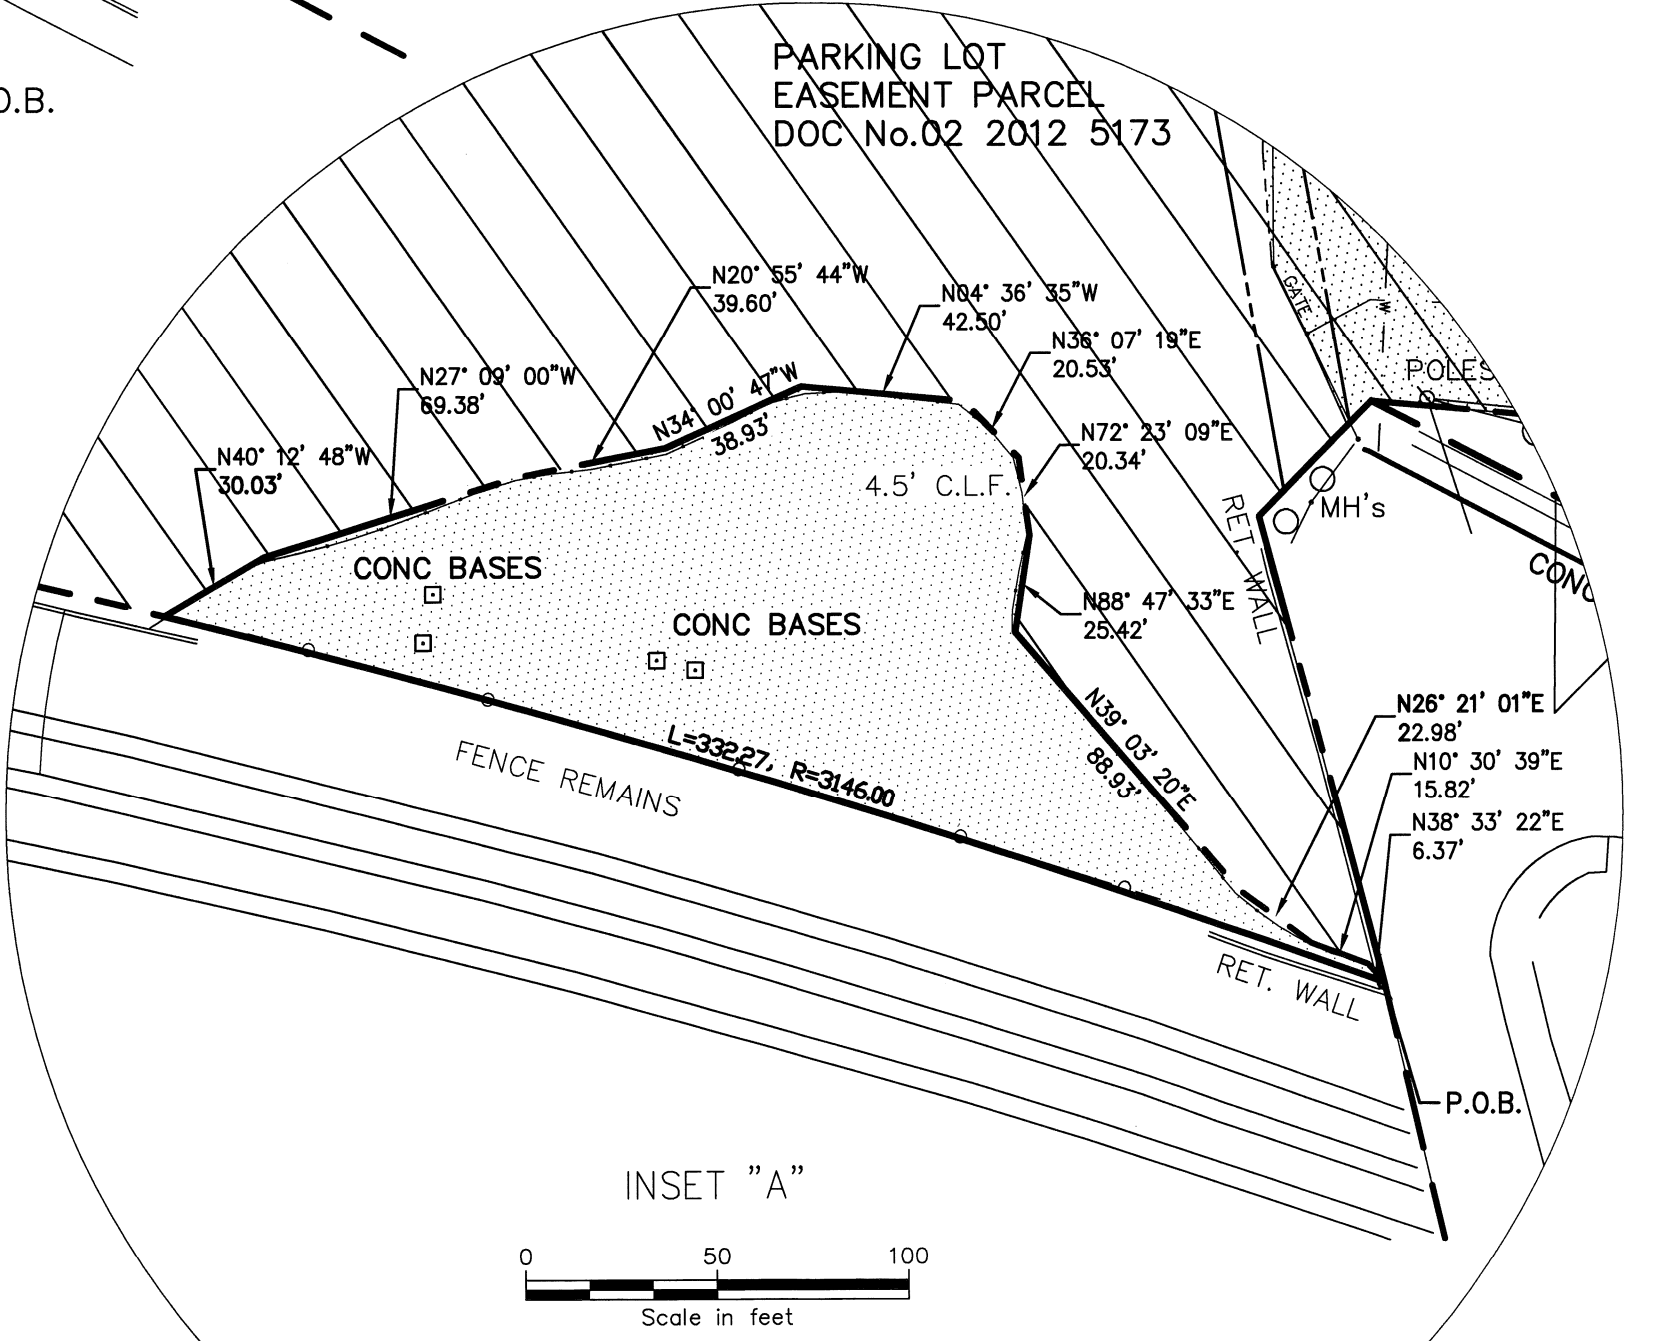 O.B.
PARKING LOT
EASEMENT PARCEL
DOC No.02 2012 5173
N20° 55' 44"W
39.60'
N04° 36' 35"W
42.50'
N36° 07' 19"E
20.53'
GATE
W
POLES
N27° 09' 00"W
69.38'
N34° 00' 47"W
38.93'
N72° 23' 09"E
20.34'
N40° 12' 48"W
30.03'
4.5' C.L.F.
MH's
RET. WALL
CONC
CONC BASES
CONC BASES
N88° 47' 33"E
25.42'
N39° 03' 20"E
88.93'
N26° 21' 01"E
22.98'
N10° 30' 39"E
15.82'
N38° 33' 22"E
6.37'
L=332.27, R=3146.00
FENCE REMAINS
RET. WALL
P.O.B.
INSET "A"
0 50 100
Scale in feet